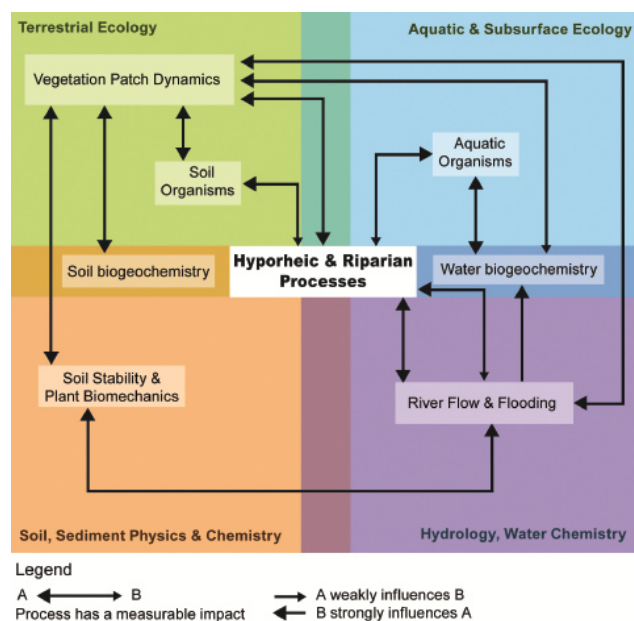 Terrestrial Ecology
Aquatic & Subsurface Ecology
Vegetation Patch Dynamics
Aquatic
Organisms
Soil
Organisms
Soil biogeochemistry
Hyporheic & Riparian
Processes
Water biogeochemistry
Soil Stability &
Plant Biomechanics
River Flow & Flooding
Soil, Sediment Physics & Chemistry
Hydrology, Water Chemistry
Legend
A B
A weakly influences B
Process has a measurable impact
B strongly influences A